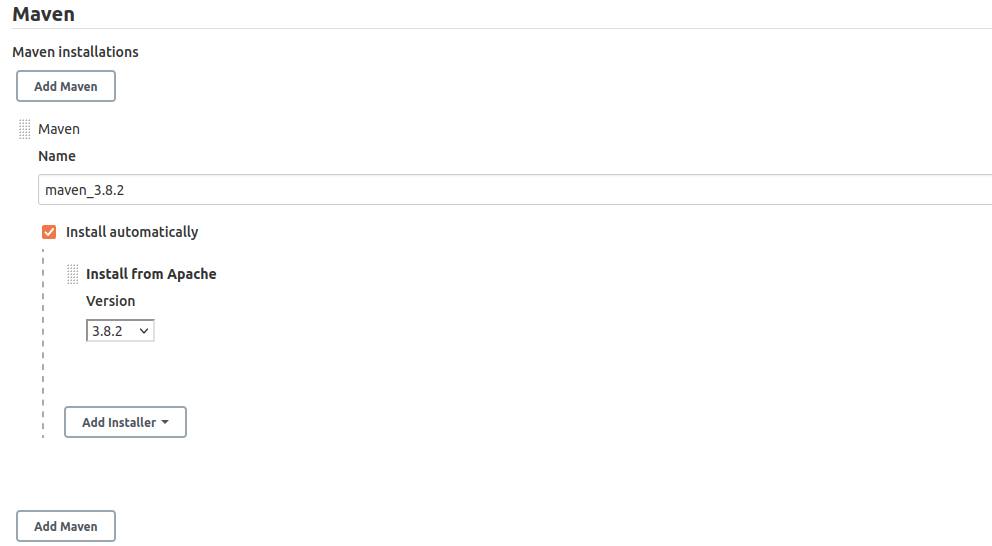 Maven
Maven installations
Add Maven
Maven
Name
maven_3.8.2
Install automatically
Install from Apache
Version
3.8.2
Add Installer
Add Maven